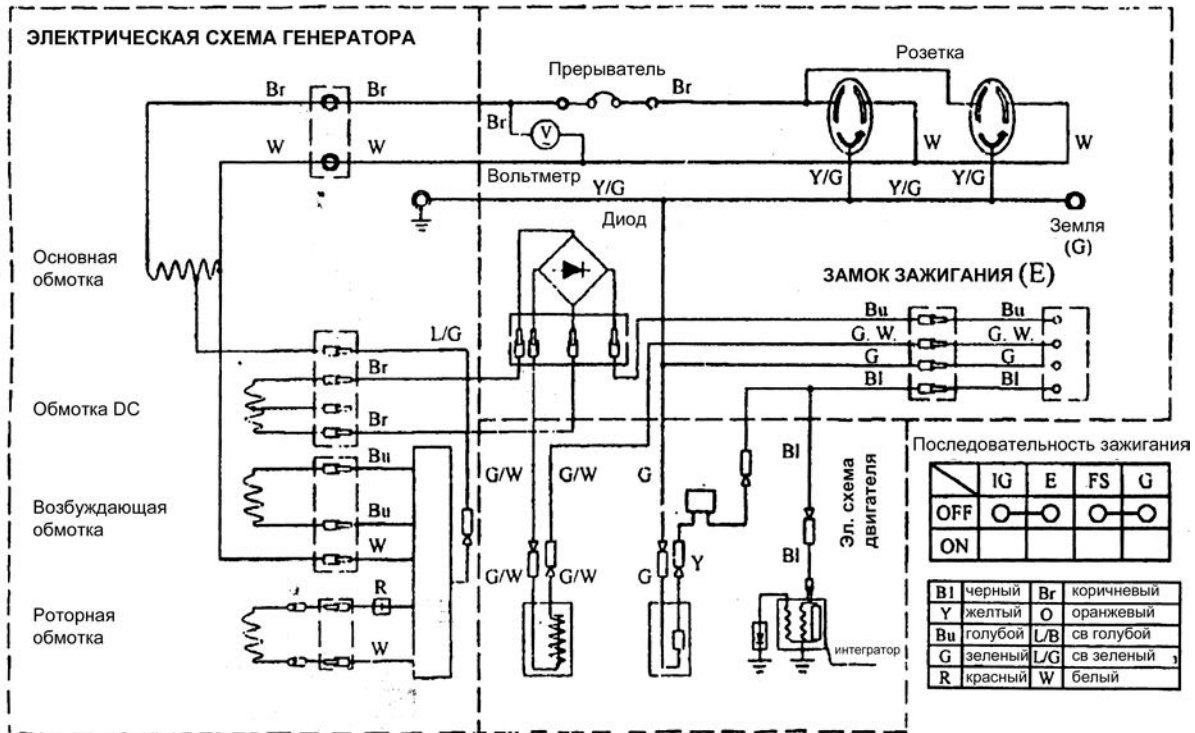 ЭЛЕКТРИЧЕСКАЯ СХЕМА ГЕНЕРАТОРА
Розетка
Прерыватель
Br
Br
Br
Br
V
W
W
W
W
Вольтметр
Y/G
Y/G
Y/G
Y/G
Диод
Земля
(G)
Основная
обмотка
ЗАМОК ЗАЖИГАНИЯ (E)
Bu
Bu
G. W.
G. W.
G
G
Bl
Bl
L/G
Br
Обмотка DC
Br
Bu
Возбуждающая
обмотка
Bu
W
R
Роторная
обмотка
W
G/W
G/W
G
Bl
Эл. схема
двигателя
G/W
G/W
G
Y
Bl
интегратор
Последовательность зажигания
IG E FS G
OFF
ON
Bl черный Br коричневый
Y желтый O оранжевый
Bu голубой L/B св голубой
G зеленый L/G св зеленый
R красный W белый